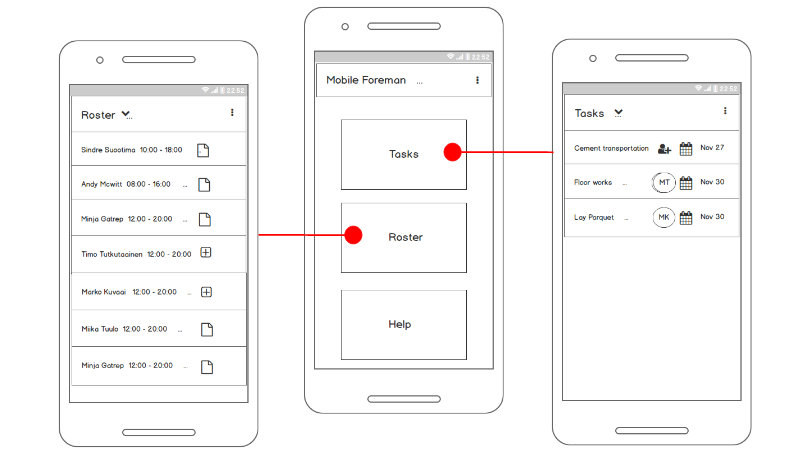 22:52
Roster ...
Sindre Suootima 10:00 - 18:00
Andy Mcwitt 08:00 - 16:00 ...
Minja Gatrep 12:00 - 20:00 ...
Timo Tutkutaainen 12:00 - 20:00
Marko Kuvaai 12:00 - 20:00 ...
Miika Tuulo 12:00 - 20:00 ...
Minja Gatrep 12:00 - 20:00 ...
22:52
Mobile Foreman ...
Tasks
Roster
Help
22:52
Tasks ...
Cement transportation Nov 27
Floor works ... MT Nov 30
Lay Parquet ... MK Nov 30